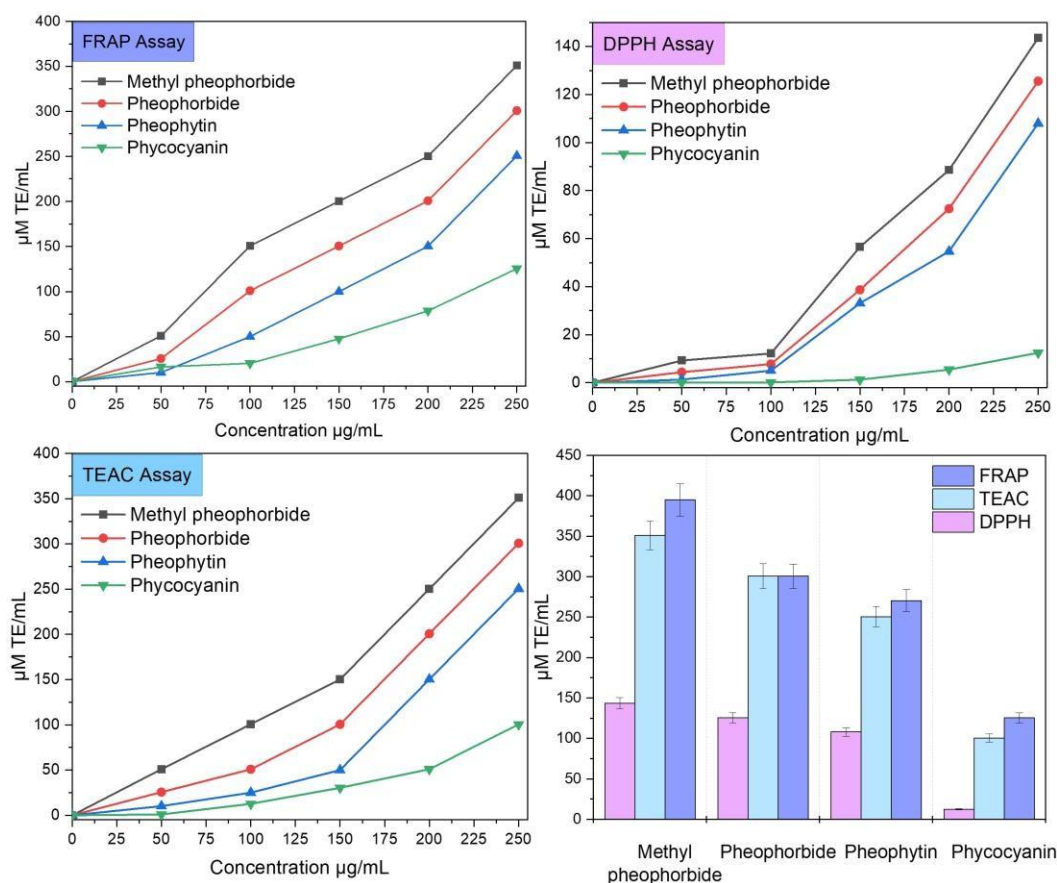 FRAP Assay
Methyl pheophorbide
Pheophorbide
Pheophytin
Phycocyanin
µM TE/mL
400
350
300
250
200
150
100
50
0
0 25 50 75 100 125 150 175 200 225 250
Concentration µg/mL
DPPH Assay
Methyl pheophorbide
Pheophorbide
Pheophytin
Phycocyanin
µM TE/mL
140
120
100
80
60
40
20
0
0 25 50 75 100 125 150 175 200 225 250
Concentration µg/mL
TEAC Assay
Methyl pheophorbide
Pheophorbide
Pheophytin
Phycocyanin
µM TE/mL
400
350
300
250
200
150
100
50
0
0 25 50 75 100 125 150 175 200 225 250
Concentration µg/mL
FRAP
TEAC
DPPH
µM TE/mL
450
400
350
300
250
200
150
100
50
0
Methyl pheophorbide Pheophorbide Pheophytin Phycocyanin